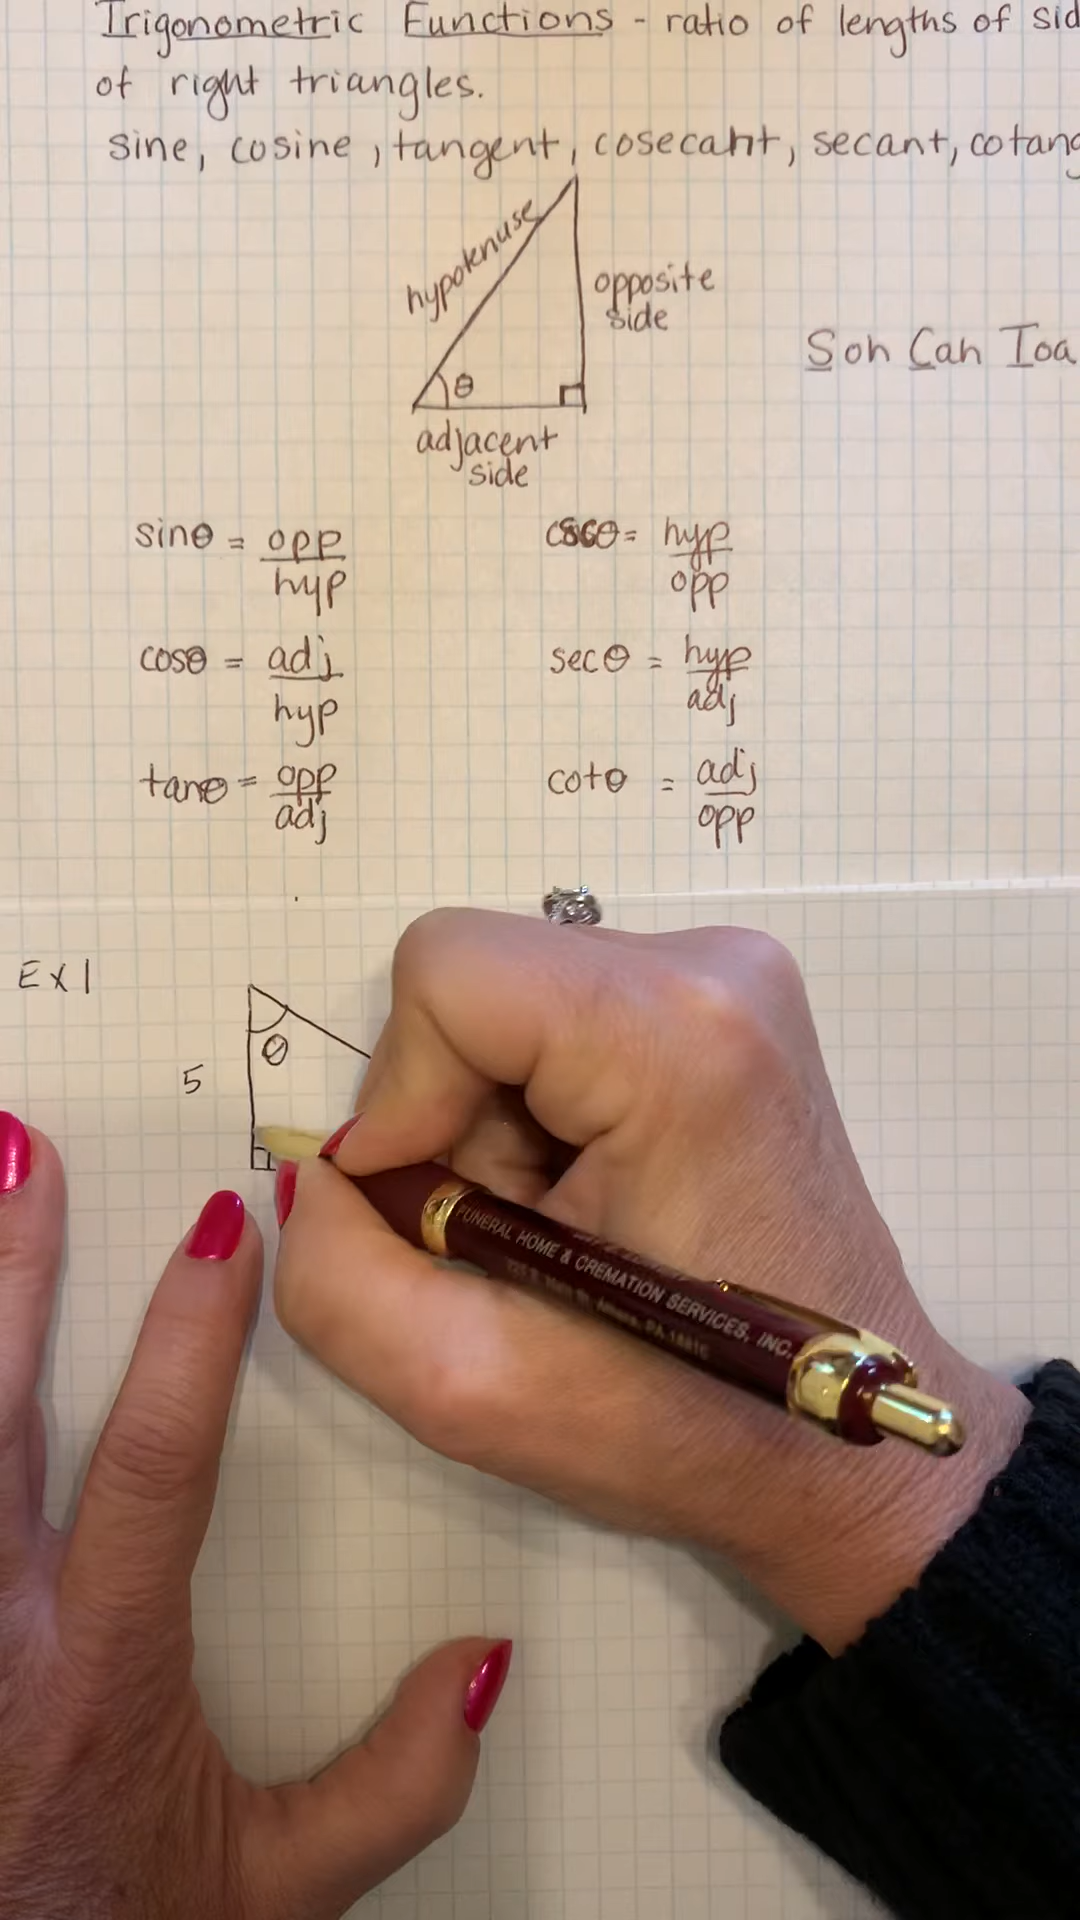 Trigonometric Functions - ratio of lengths of sid
of right triangles.
sine, cosine, tangent, cosecant, secant, cotang
hypotenuse
opposite
side
Soh Cah Toa
θ
adjacent
side
sinθ = opp/hyp
cscθ = hyp/opp
cosθ = adj/hyp
secθ = hyp/adj
tanθ = opp/adj
cotθ = adj/opp
Ex 1
θ
5
FUNERAL HOME & CREMATION SERVICES, INC.